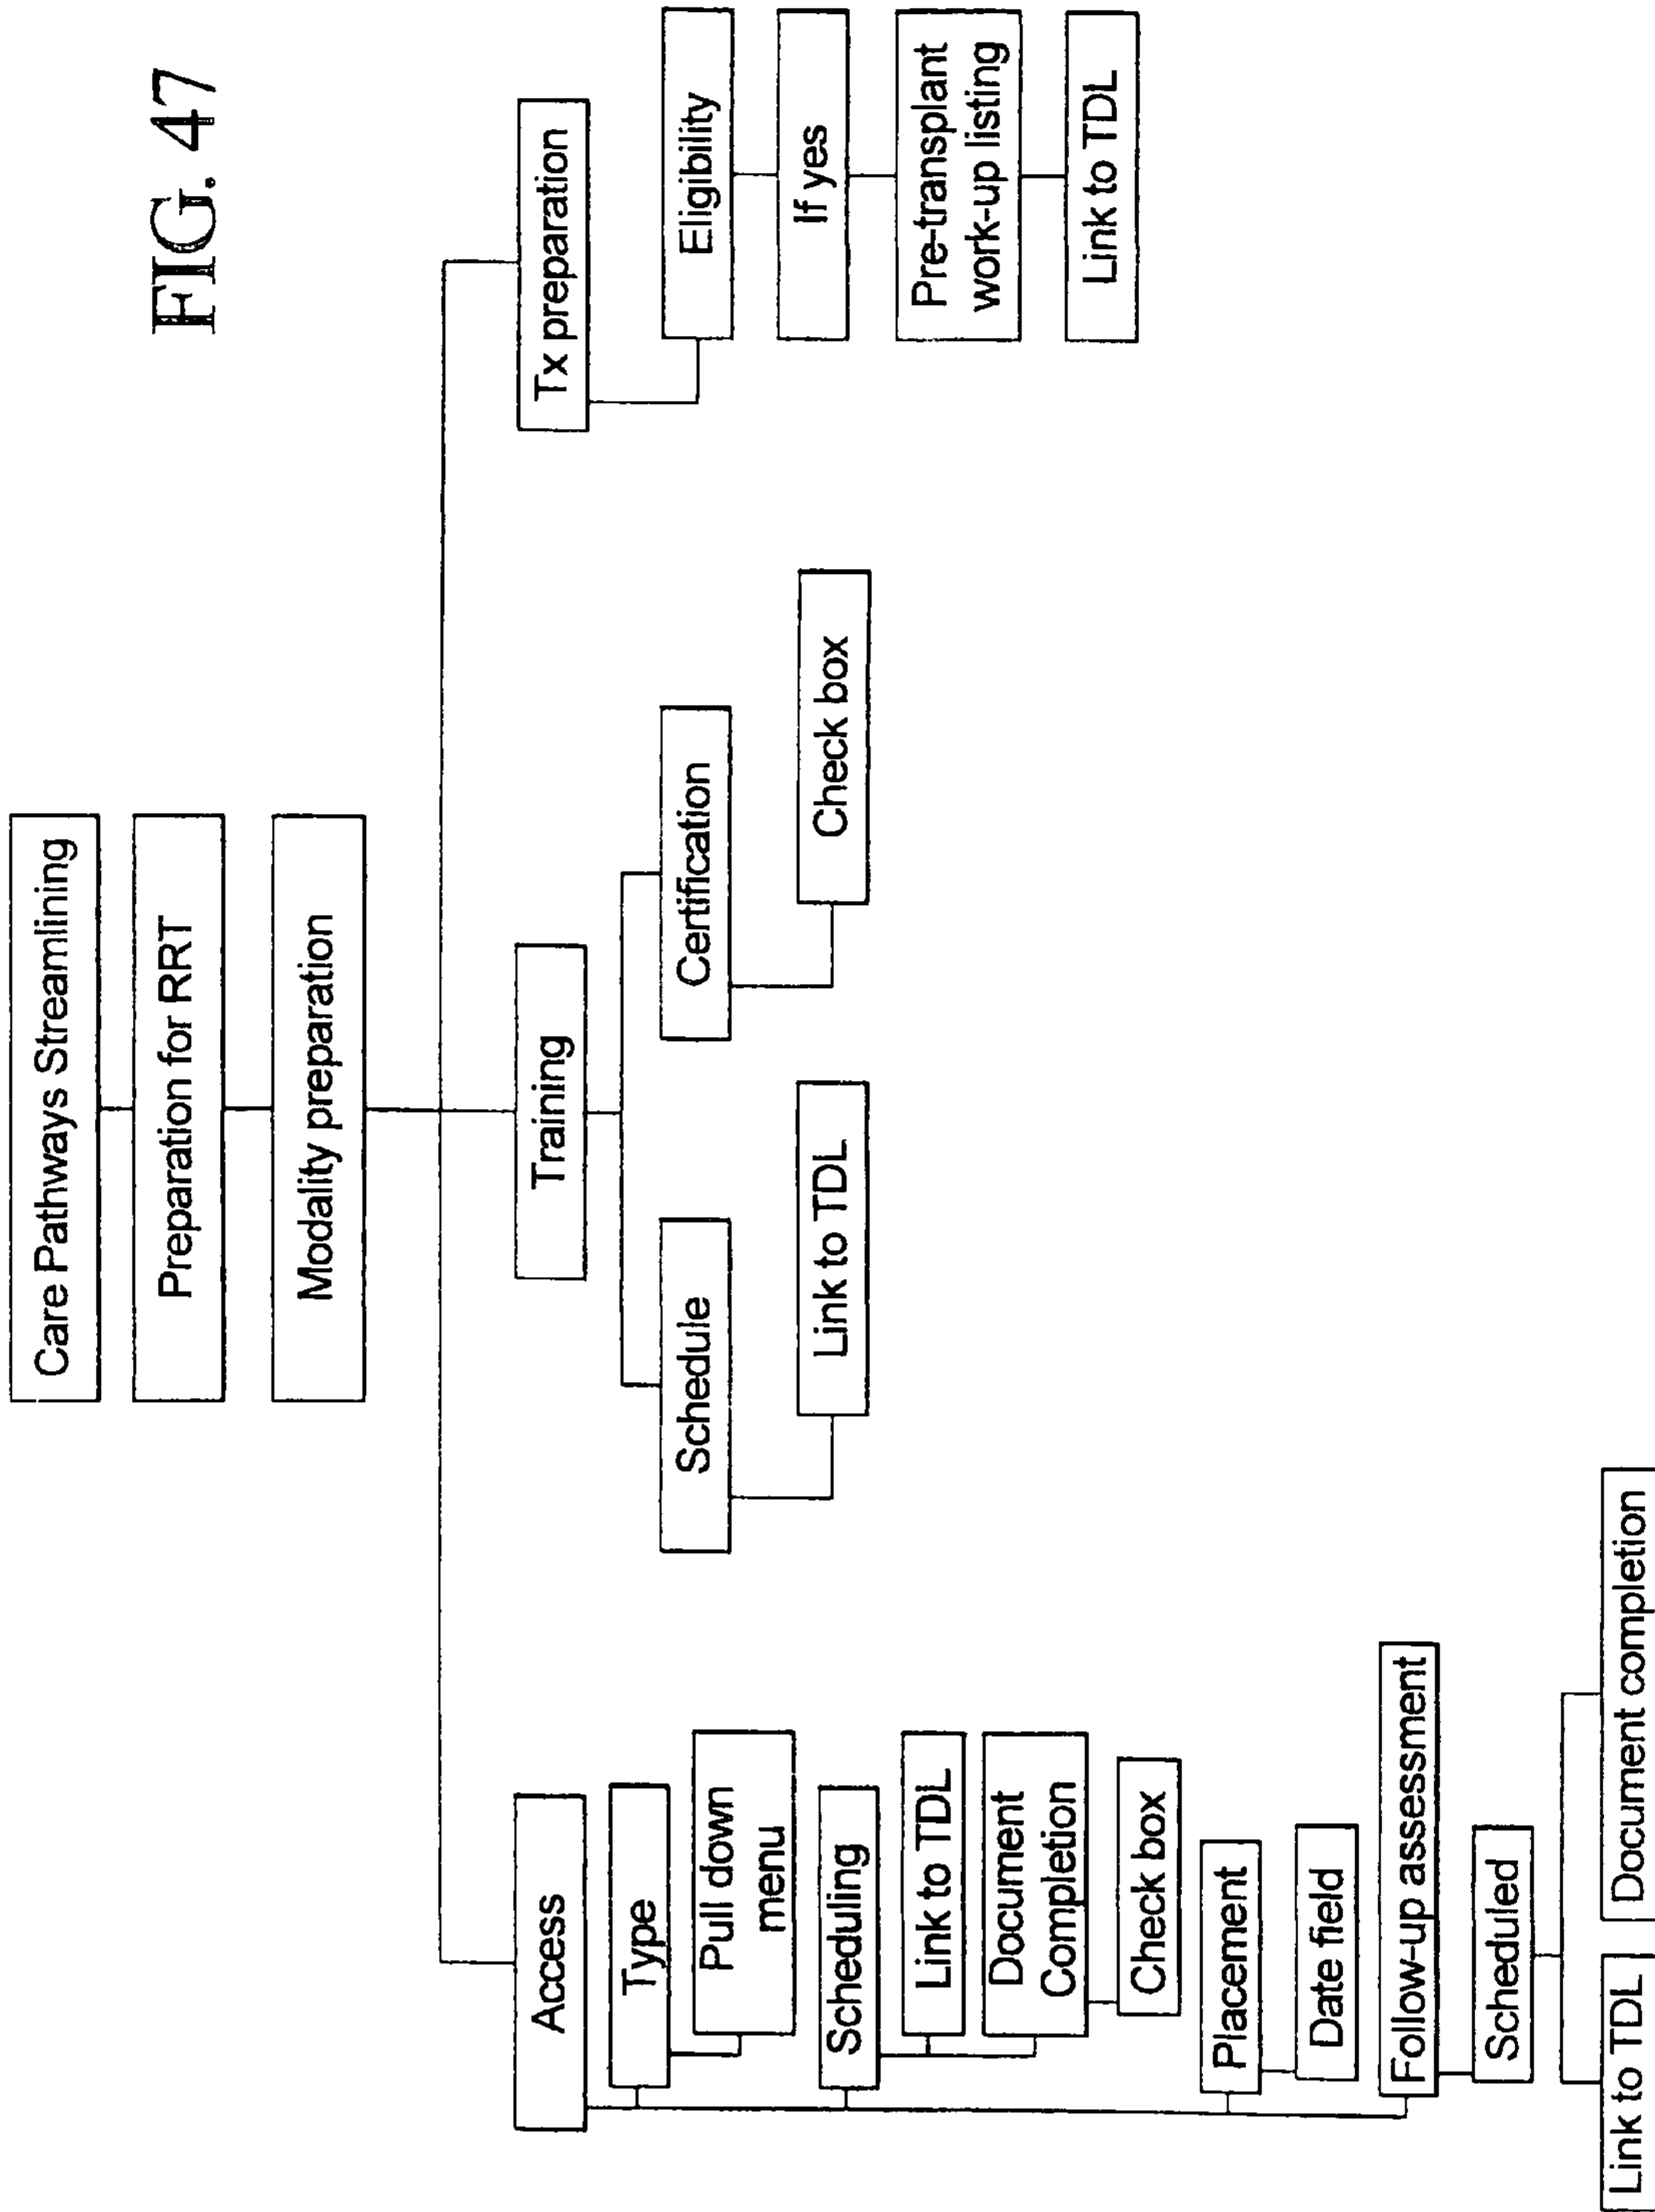 FIG. 47
Care Pathways Streamlining
Preparation for RRT
Modality preparation
Access
Type
Pull down
menu
Scheduling
Link to TDL
Document
Completion
Check box
Placement
Date field
Follow-up assessment
Scheduled
Link to TDL
Document completion
Training
Schedule
Link to TDL
Certification
Check box
Tx preparation
Eligibility
If yes
Pre-transplant
work-up listing
Link to TDL